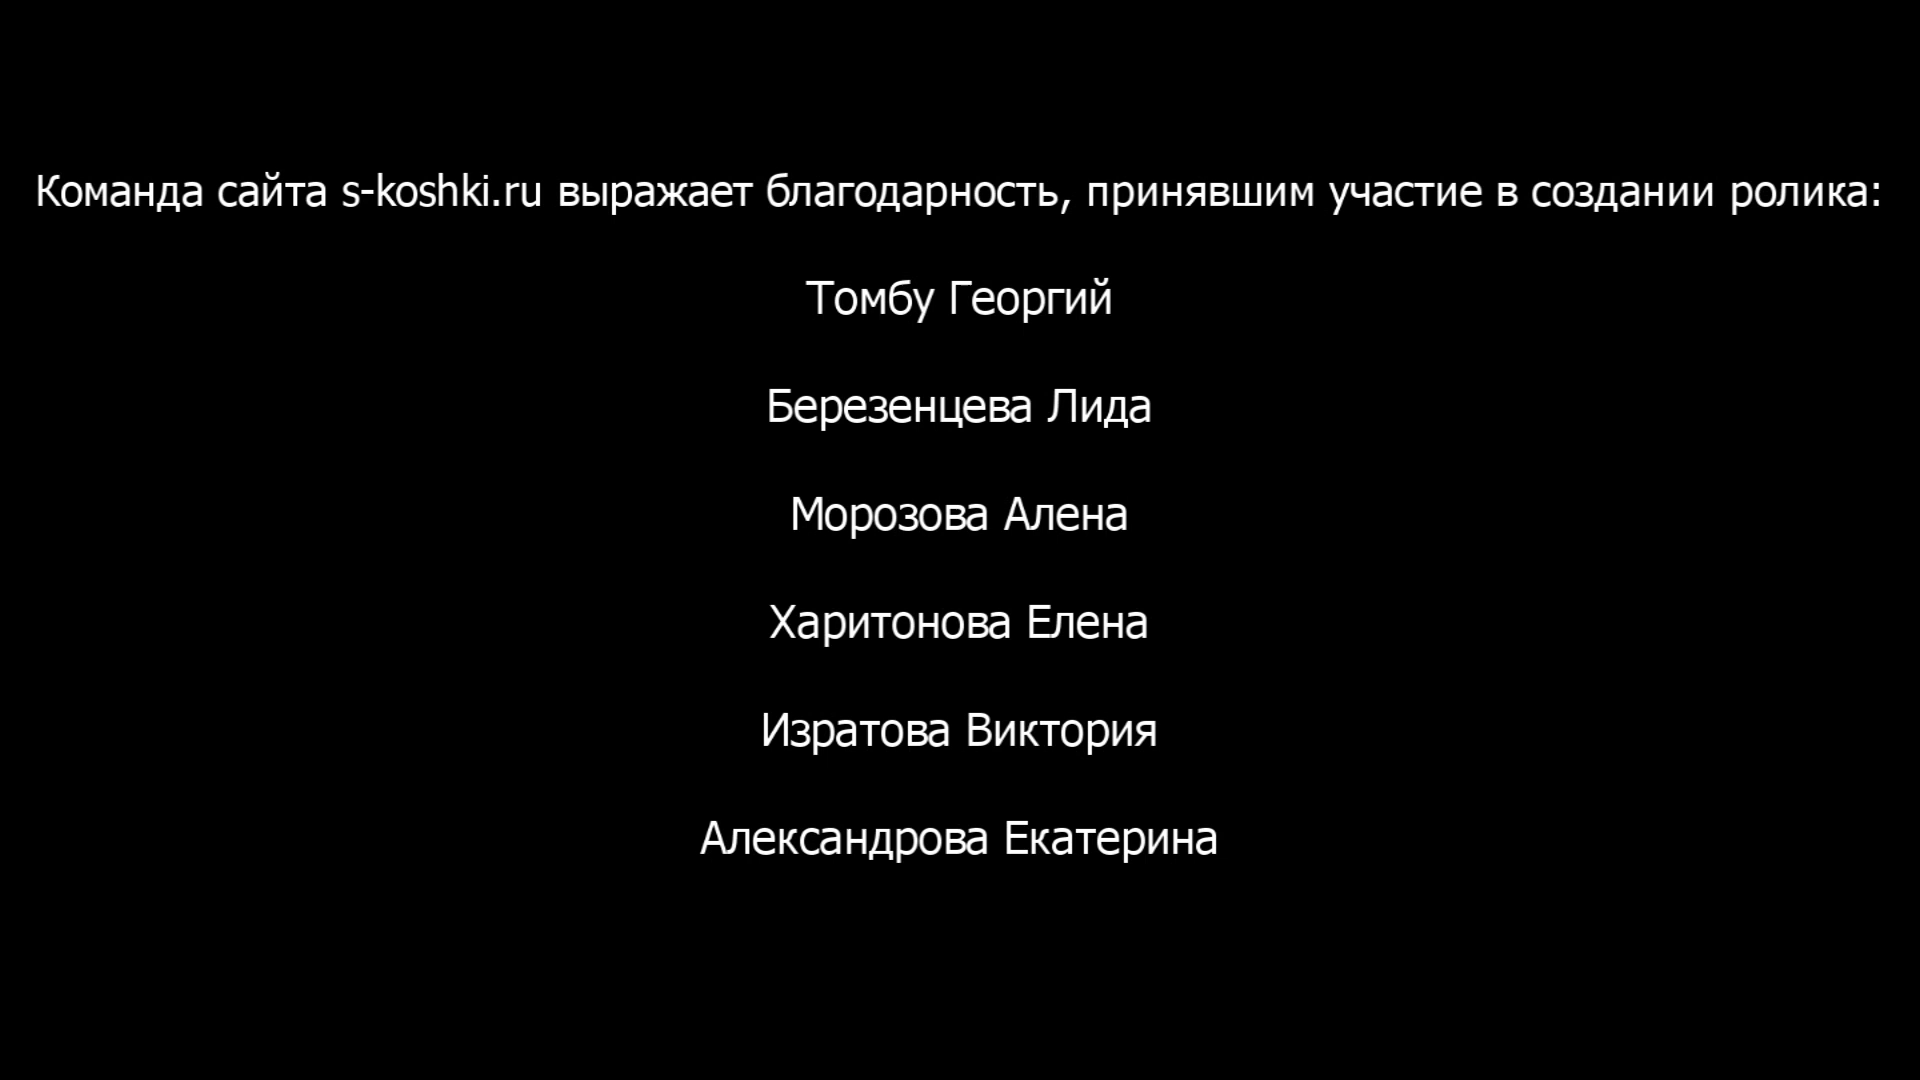 Команда сайта s-koshki.ru выражает благодарность, принявшим участие в создании ролика:
Томбу Георгий
Березенцева Лида
Морозова Алена
Харитонова Елена
Изратова Виктория
Александрова Екатерина